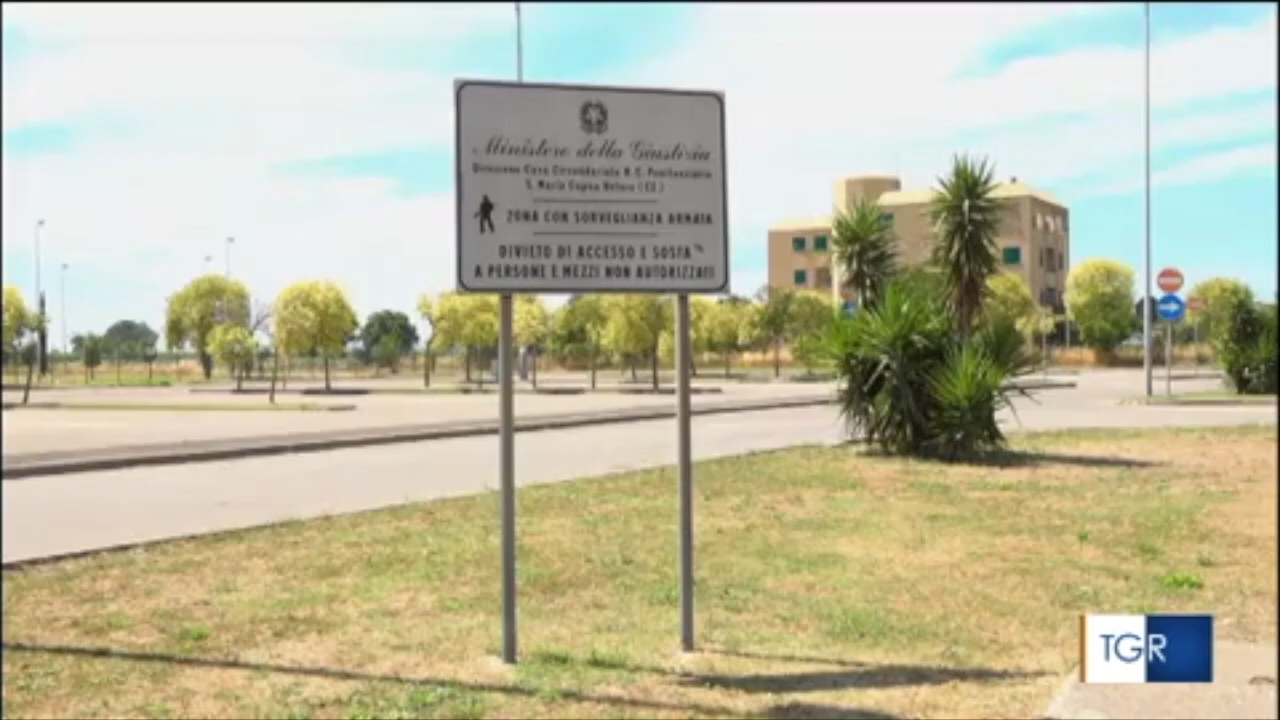 Ministero della Giustizia
Direzione Casa Circondariale N.C. Penitenziario
S. Maria Capua Vetere (CE)
ZONA CON SORVEGLIANZA ARMATA
DIVIETO DI ACCESSO E SOSTA
A PERSONE E MEZZI NON AUTORIZZATI
TGR